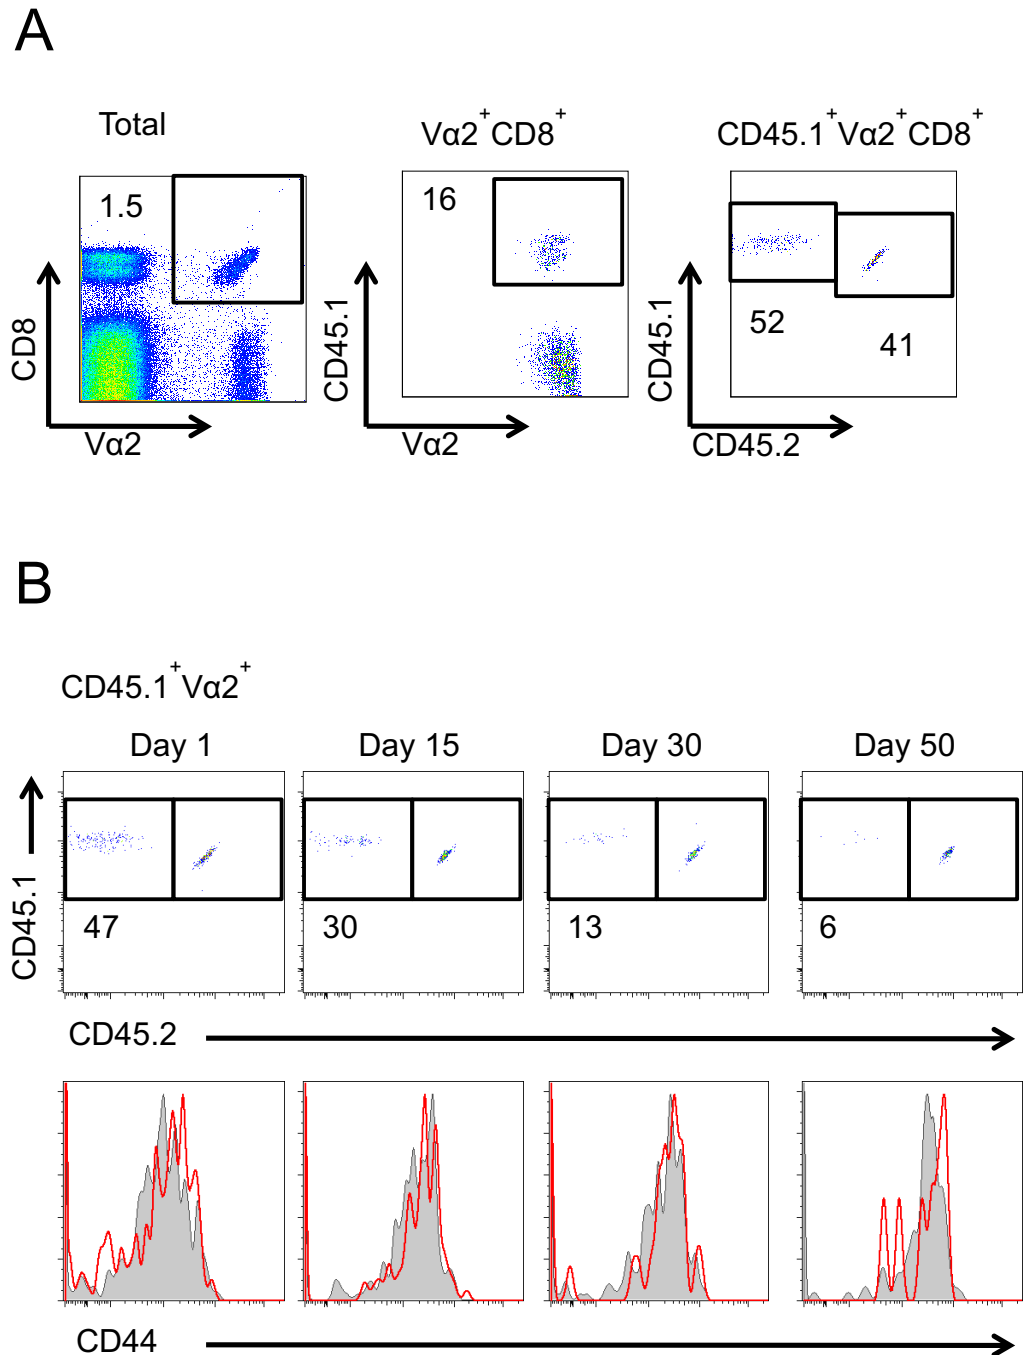 A
Total
Vα2⁺CD8⁺
CD45.1⁺Vα2⁺CD8⁺
1.5
16
52
41
CD8
Vα2
CD45.1
Vα2
CD45.1
CD45.2
B
CD45.1⁺Vα2⁺
Day 1
Day 15
Day 30
Day 50
CD45.1
47
30
13
6
CD45.2
CD44